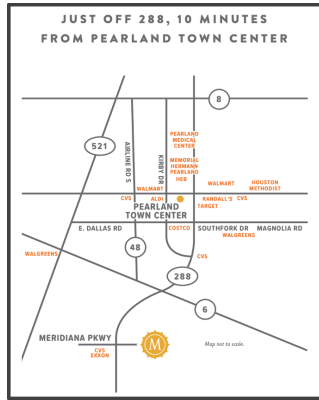 JUST OFF 288, 10 MINUTES
FROM PEARLAND TOWN CENTER
8
521
AIRLINE RD S
KIRBY DR
PEARLAND
MEDICAL
CENTER
MEMORIAL
HERMANN
PEARLAND
HEB
WALMART
WALMART
HOUSTON
METHODIST
CVS
ALDI
RANDALL'S
CVS
TARGET
PEARLAND
TOWN CENTER
E. DALLAS RD
COSTCO
SOUTHFORK DR
MAGNOLIA RD
WALGREENS
WALGREENS
48
CVS
288
6
MERIDIANA PKWY
CVS
EXXON
M
Map not to scale.